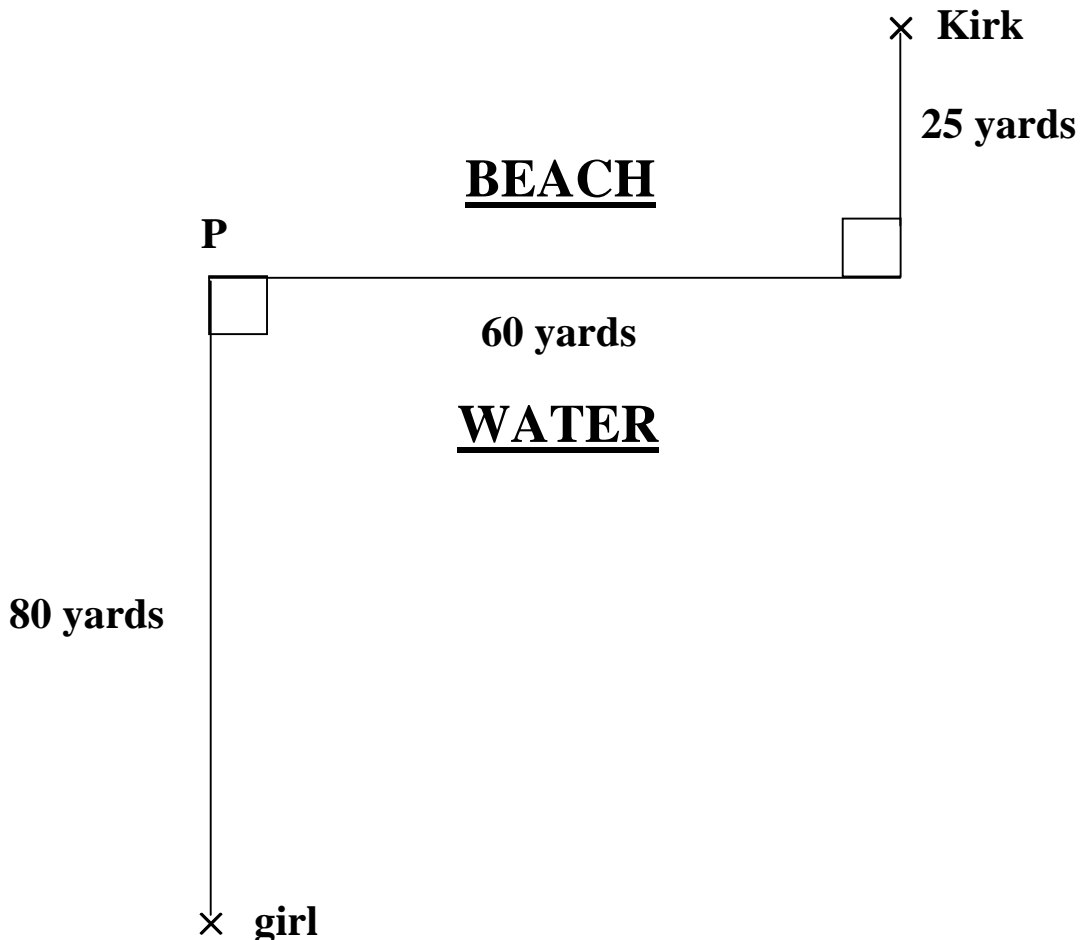 Kirk
25 yards
BEACH
P
60 yards
WATER
80 yards
girl